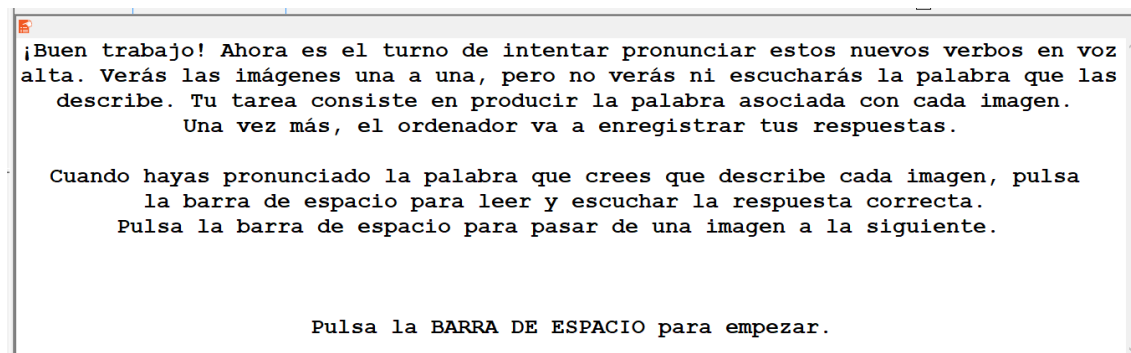 ¡Buen trabajo! Ahora es el turno de intentar pronunciar estos nuevos verbos en voz
alta. Verás las imágenes una a una, pero no verás ni escucharás la palabra que las
describe. Tu tarea consiste en producir la palabra asociada con cada imagen.
Una vez más, el ordenador va a enregistrar tus respuestas.
Cuando hayas pronunciado la palabra que crees que describe cada imagen, pulsa
la barra de espacio para leer y escuchar la respuesta correcta.
Pulsa la barra de espacio para pasar de una imagen a la siguiente.
Pulsa la BARRA DE ESPACIO para empezar.